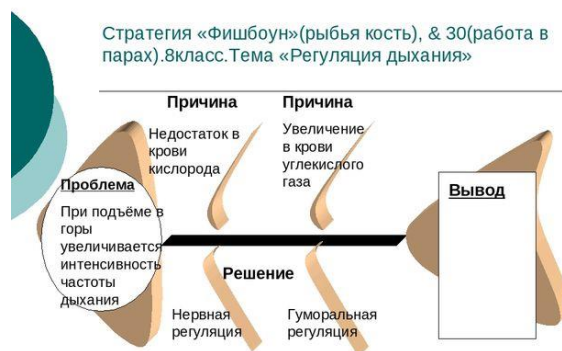 Стратегия «Фишбоун»(рыбья кость), & 30(работа в
парах).8класс.Тема «Регуляция дыхания»
Причина
Недостаток в
крови
кислорода
Причина
Увеличение
в крови
углекислого
газа
Проблема
При подъёме в
горы
увеличивается
интенсивность
частоты
дыхания
Вывод
Решение
Нервная
регуляция
Гуморальная
регуляция